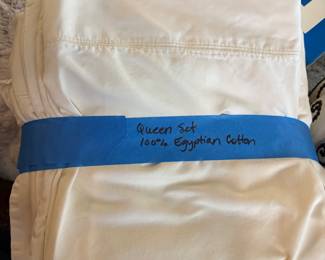 Queen Set
100% Egyptian Cotton